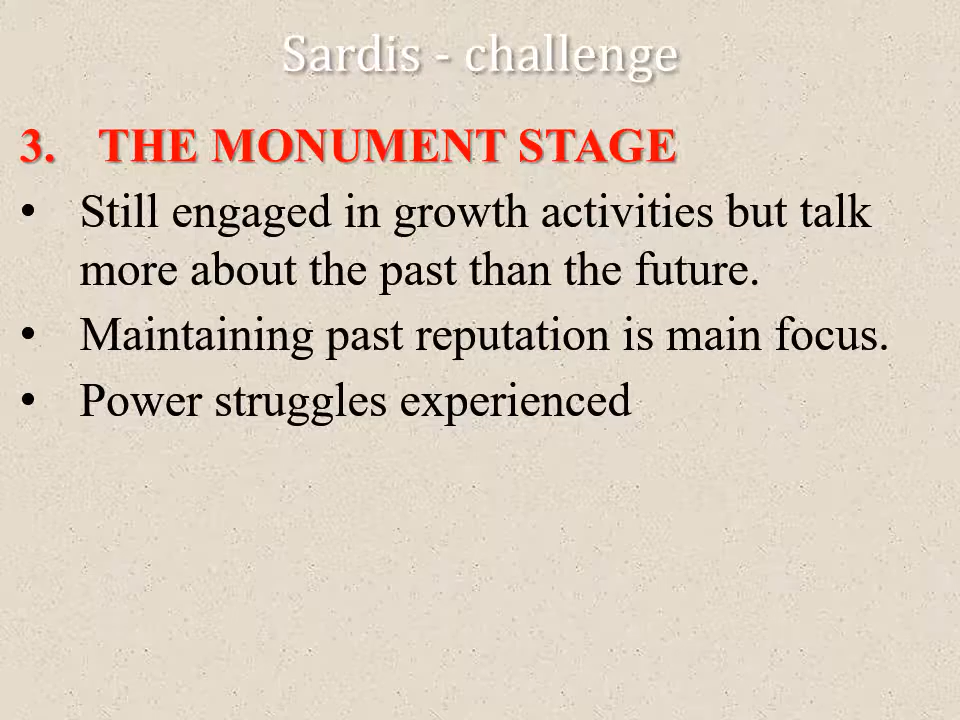 Sardis - challenge
3. THE MONUMENT STAGE
• Still engaged in growth activities but talk
more about the past than the future.
• Maintaining past reputation is main focus.
• Power struggles experienced